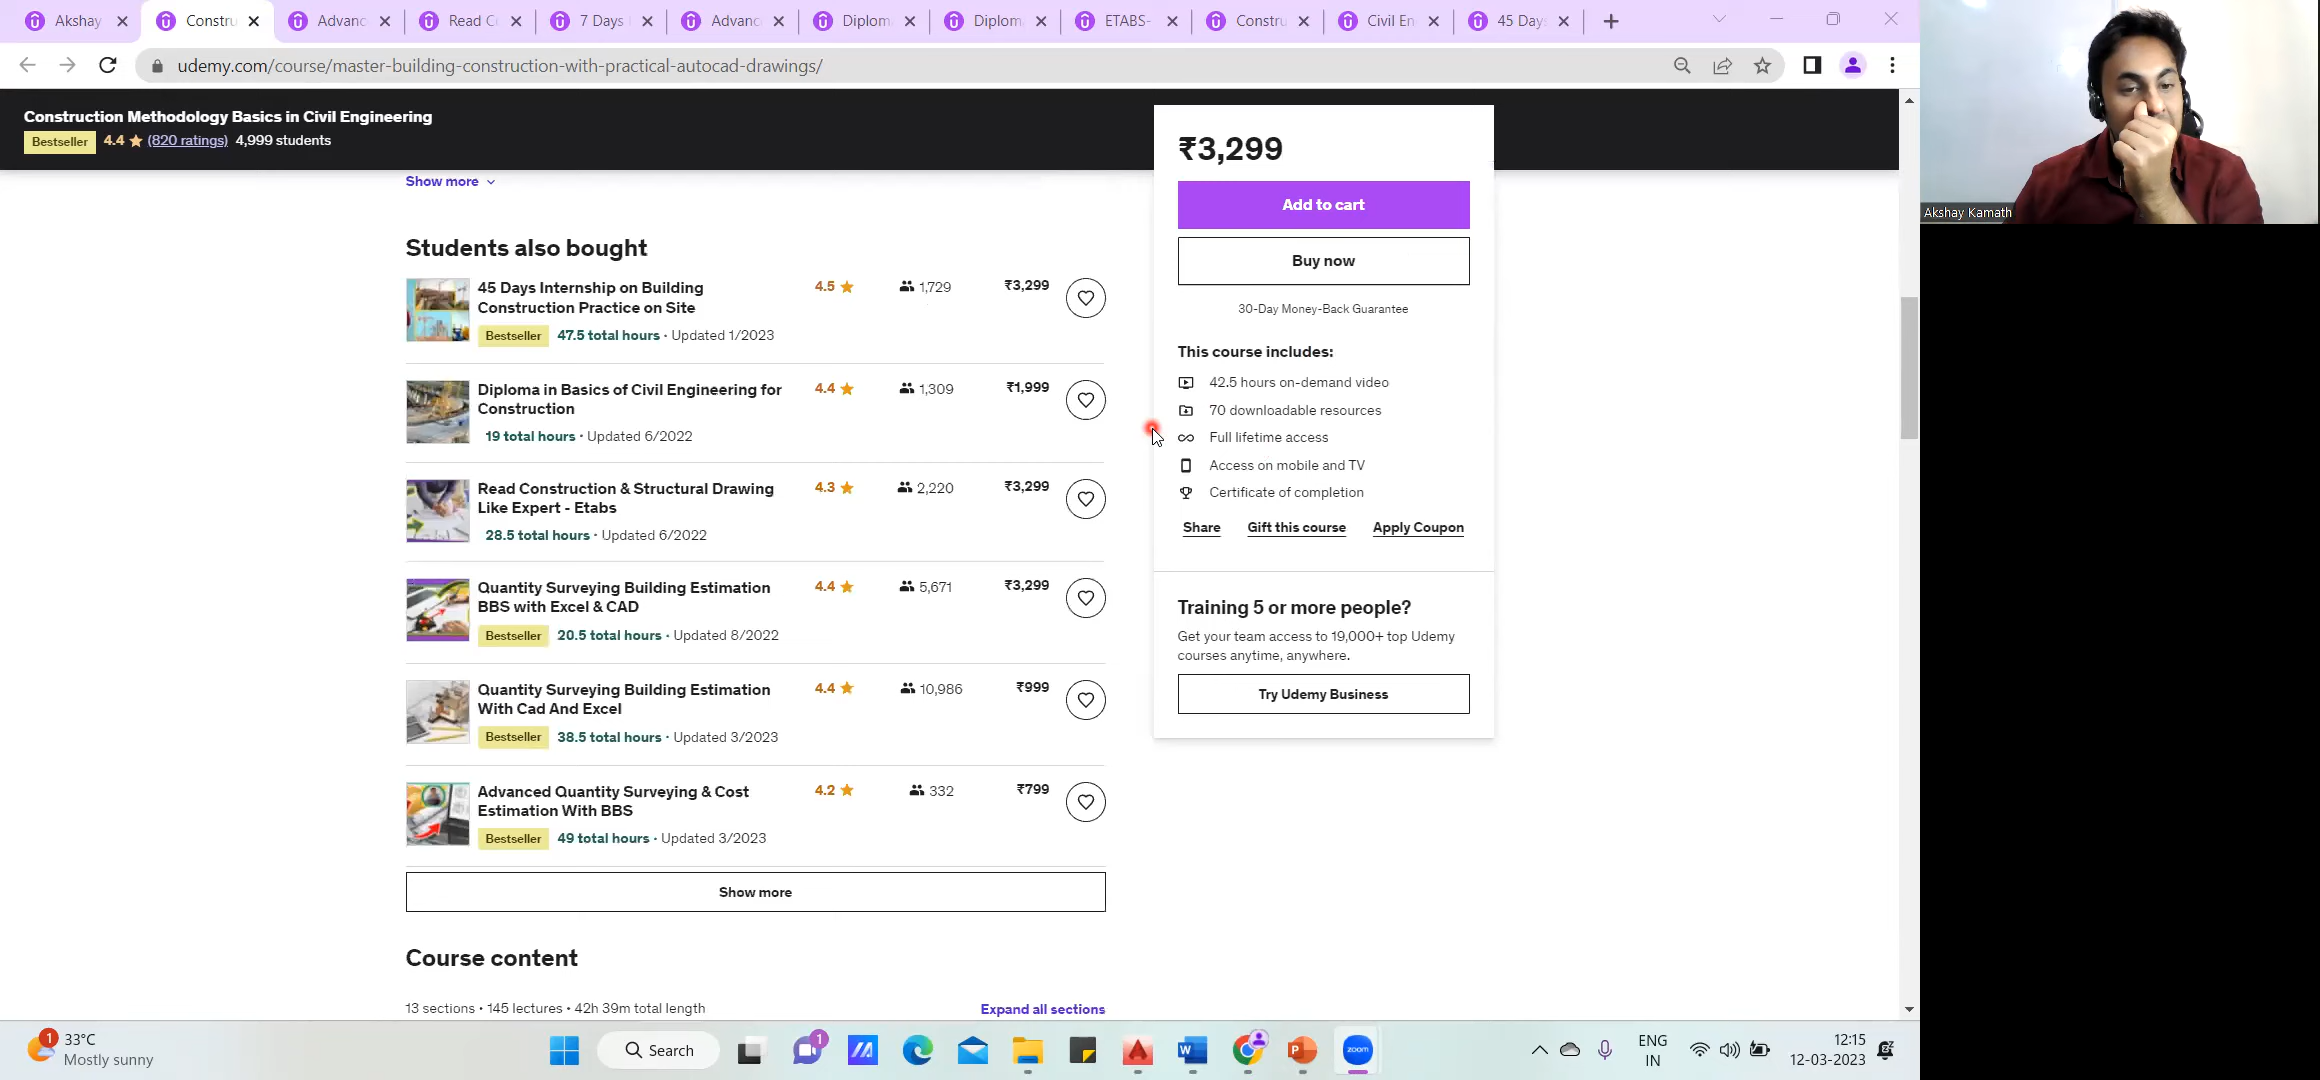 Akshay
Constru
Advanc
Read C
7 Days
Advanc
Diplom
Diplom
ETABS-
Constru
Civil En
45 Days
udemy.com/course/master-building-construction-with-practical-autocad-drawings/
Construction Methodology Basics in Civil Engineering
Bestseller 4.4 (820 ratings) 4,999 students
Akshay Kamath
₹3,299
Add to cart
Buy now
30-Day Money-Back Guarantee
This course includes:
42.5 hours on-demand video
70 downloadable resources
Full lifetime access
Access on mobile and TV
Certificate of completion
Share Gift this course Apply Coupon
Training 5 or more people?
Get your team access to 19,000+ top Udemy
courses anytime, anywhere.
Try Udemy Business
Show more
Students also bought
45 Days Internship on Building
Construction Practice on Site
4.5 1,729 ₹3,299
Bestseller 47.5 total hours · Updated 1/2023
Diploma in Basics of Civil Engineering for
Construction
4.4 1,309 ₹1,999
19 total hours · Updated 6/2022
Read Construction & Structural Drawing
Like Expert - Etabs
4.3 2,220 ₹3,299
28.5 total hours · Updated 6/2022
Quantity Surveying Building Estimation
BBS with Excel & CAD
4.4 5,671 ₹3,299
Bestseller 20.5 total hours · Updated 8/2022
Quantity Surveying Building Estimation
With Cad And Excel
4.4 10,986 ₹999
Bestseller 38.5 total hours · Updated 3/2023
Advanced Quantity Surveying & Cost
Estimation With BBS
4.2 332 ₹799
Bestseller 49 total hours · Updated 3/2023
Show more
Course content
13 sections • 145 lectures • 42h 39m total length Expand all sections
1
33°C
Mostly sunny
Search
1
zoom
ENG
IN
12:15
12-03-2023